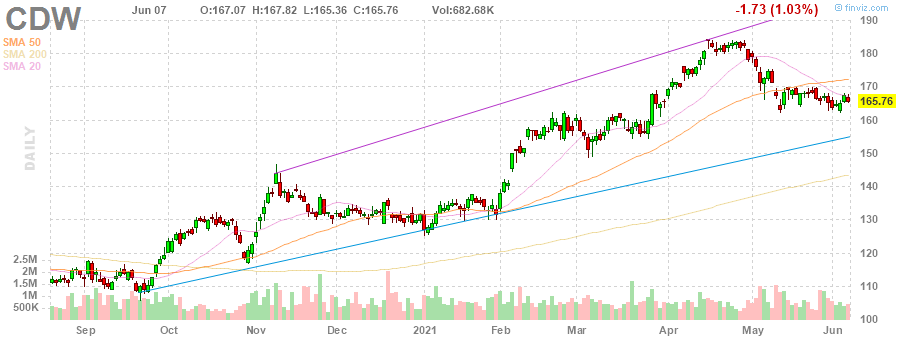 CDW
Jun 07 O:167.07 H:167.82 L:165.36 C:165.76 Vol:682.68K -1.73 (1.03%)
finviz.com
SMA 50
SMA 200
SMA 20
DAILY
190
180
170
165.76
160
150
140
130
120
110
100
2.5M
2M
1.5M
1M
500K
Sep Oct Nov Dec 2021 Feb Mar Apr May Jun